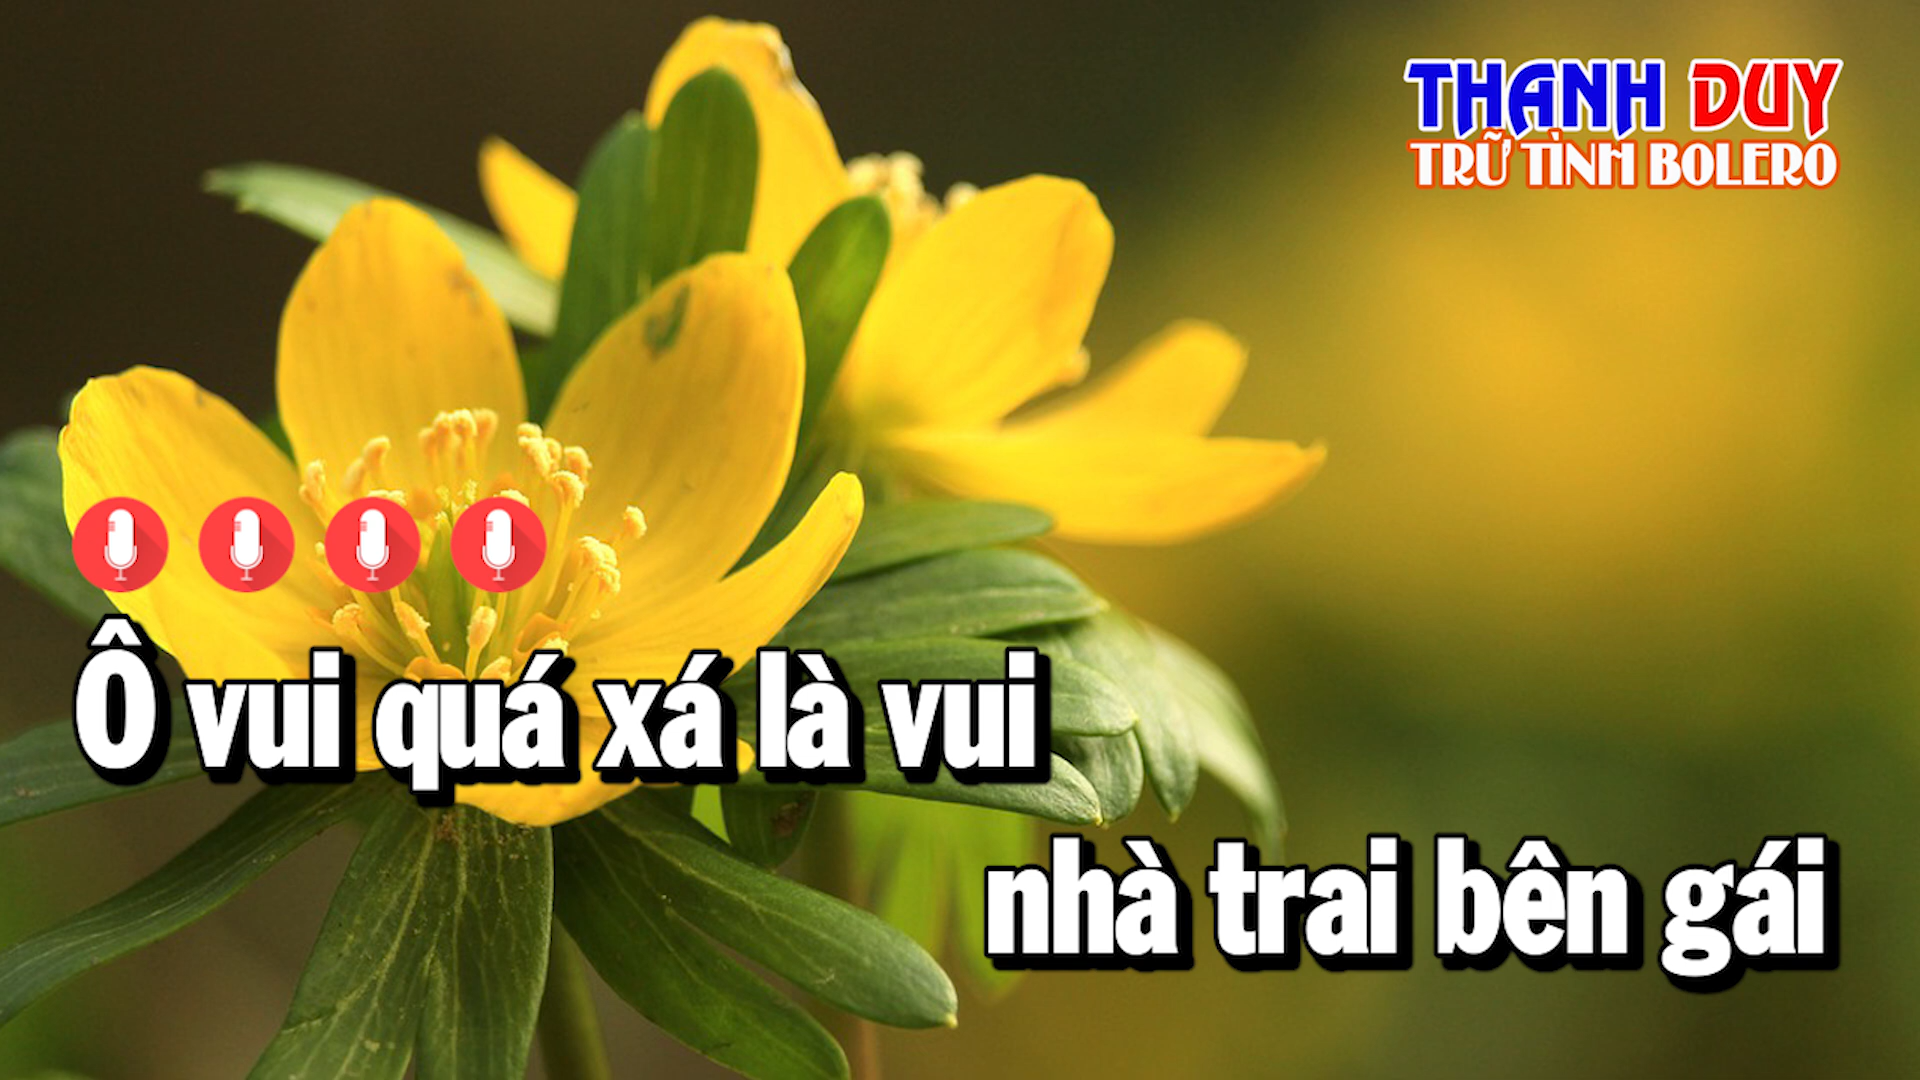 THANH DUY
TRỮ TÌNH BOLERO
Ô vui quá xá là vui
nhà trai bên gái